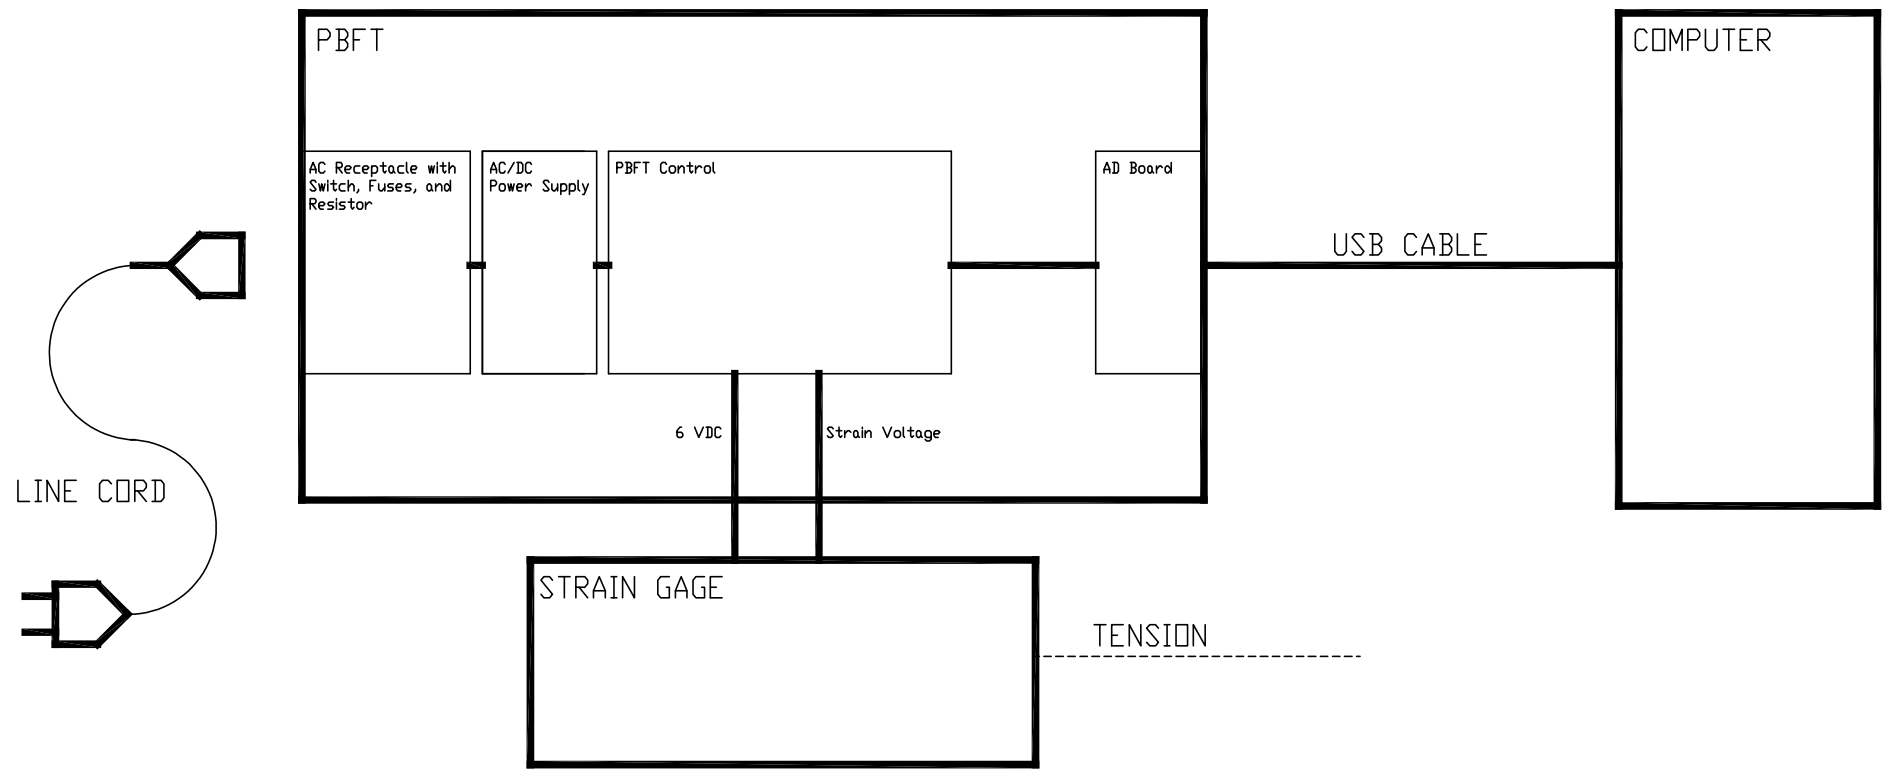 PBFT
COMPUTER
AC Receptacle with
Switch, Fuses, and
Resistor
AC/DC
Power Supply
PBFT Control
AD Board
USB CABLE
6 VDC
Strain Voltage
LINE CORD
STRAIN GAGE
TENSION